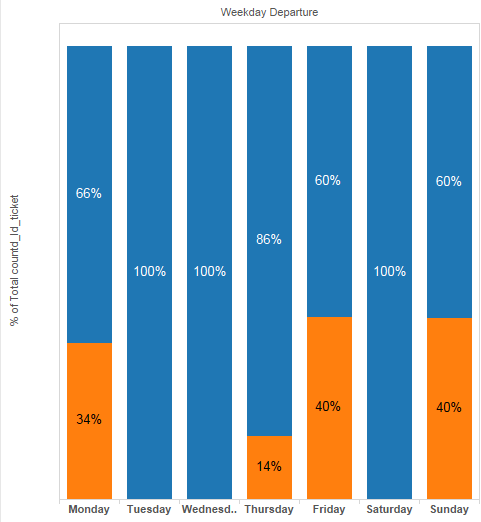 Weekday Departure
% of Total countd_Id_ticket
66% 100% 100% 86% 60% 100% 60%
34% 14% 40% 40%
Monday Tuesday Wednesd.. Thursday Friday Saturday Sunday